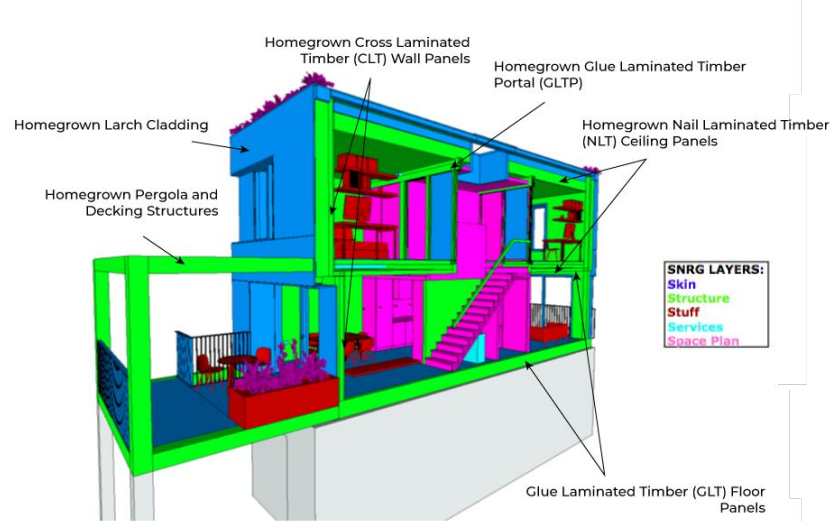 Homegrown Cross Laminated
Timber (CLT) Wall Panels
Homegrown Glue Laminated Timber
Portal (GLTP)
Homegrown Larch Cladding
Homegrown Nail Laminated Timber
(NLT) Ceiling Panels
Homegrown Pergola and
Decking Structures
SNRG LAYERS:
Skin
Structure
Stuff
Services
Space Plan
Glue Laminated Timber (GLT) Floor
Panels